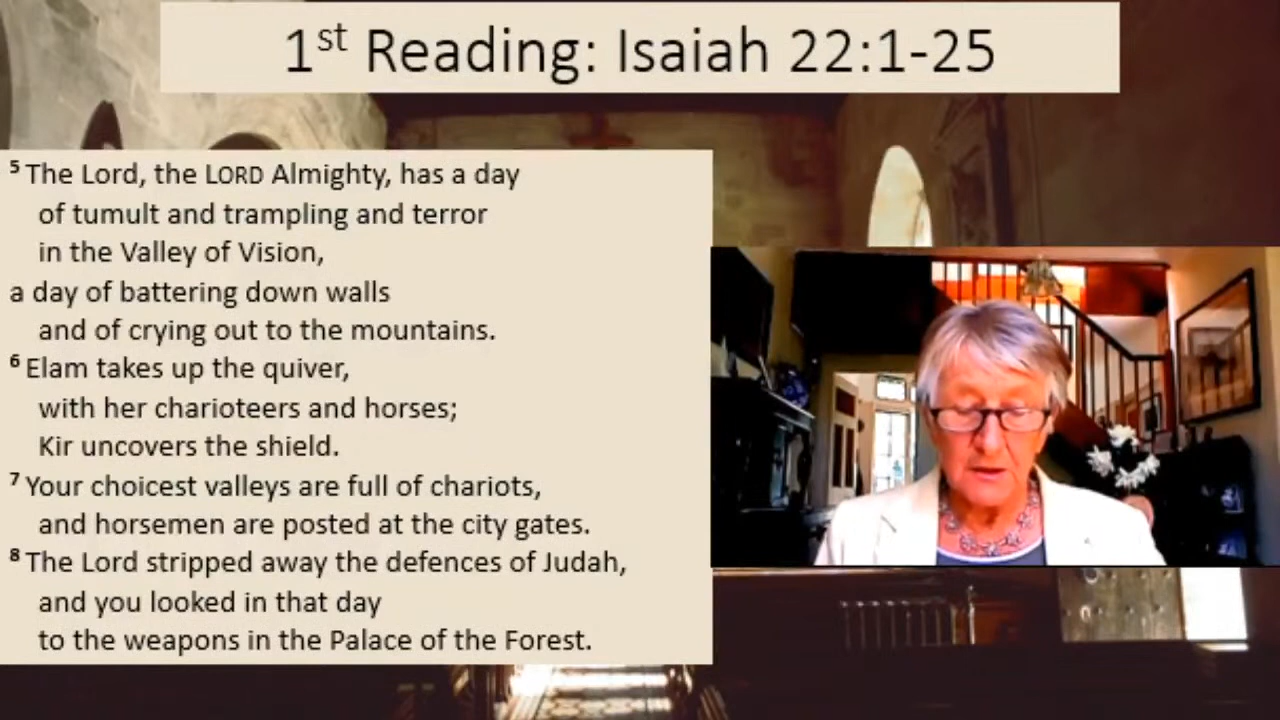 1st Reading: Isaiah 22:1-25
5 The Lord, the LORD Almighty, has a day
of tumult and trampling and terror
in the Valley of Vision,
a day of battering down walls
and of crying out to the mountains.
6 Elam takes up the quiver,
with her charioteers and horses;
Kir uncovers the shield.
7 Your choicest valleys are full of chariots,
and horsemen are posted at the city gates.
8 The Lord stripped away the defences of Judah,
and you looked in that day
to the weapons in the Palace of the Forest.